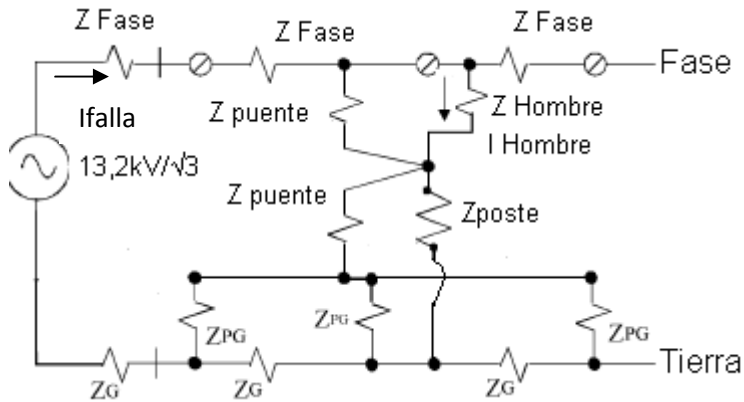 Z Fase
Z Fase
Z Fase
Fase
Ifalla
Z puente
Z Hombre
I Hombre
13,2kV/√3
Z puente
Zposte
ZPG
ZPG
ZPG
Tierra
ZG
ZG
ZG